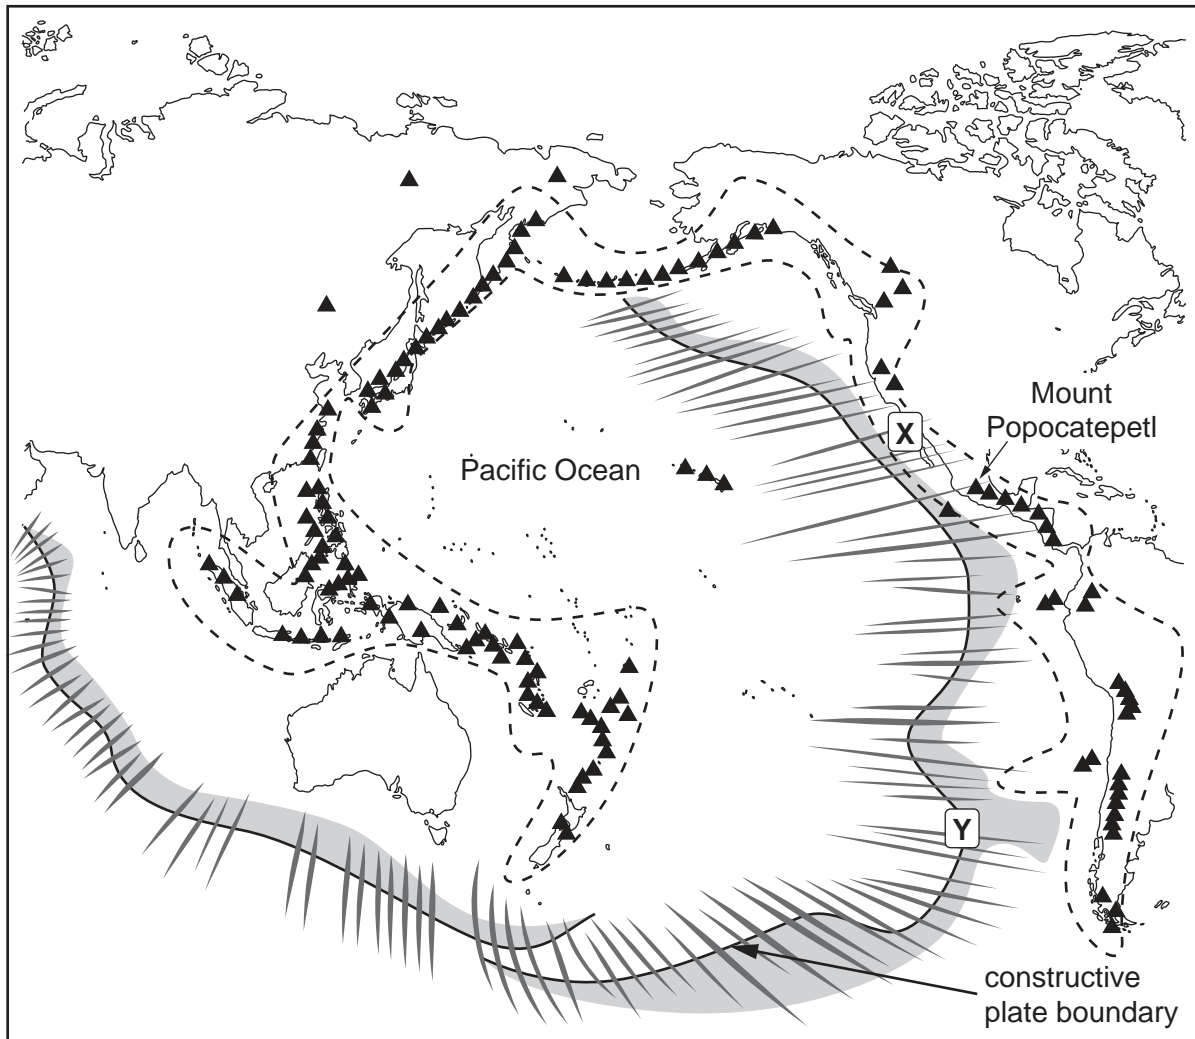 Mount
Popocatepetl
X
Pacific Ocean
Y
constructive
plate boundary